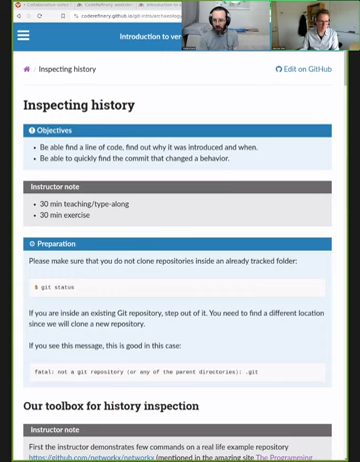 coderefinery.github.io/git-intro/archaeology
Introduction to ver
/ Inspecting history
Edit on GitHub
Inspecting history
Objectives
• Be able find a line of code, find out why it was introduced and when.
• Be able to quickly find the commit that changed a behavior.
Instructor note
• 30 min teaching/type-along
• 30 min exercise
Preparation
Please make sure that you do not clone repositories inside an already tracked folder:
$ git status
If you are inside an existing Git repository, step out of it. You need to find a different location
since we will clone a new repository.
If you see this message, this is good in this case:
fatal: not a git repository (or any of the parent directories): .git
Our toolbox for history inspection
Instructor note
First the instructor demonstrates few commands on a real life example repository
https://github.com/networkx/networkx (mentioned in the amazing site The Programming